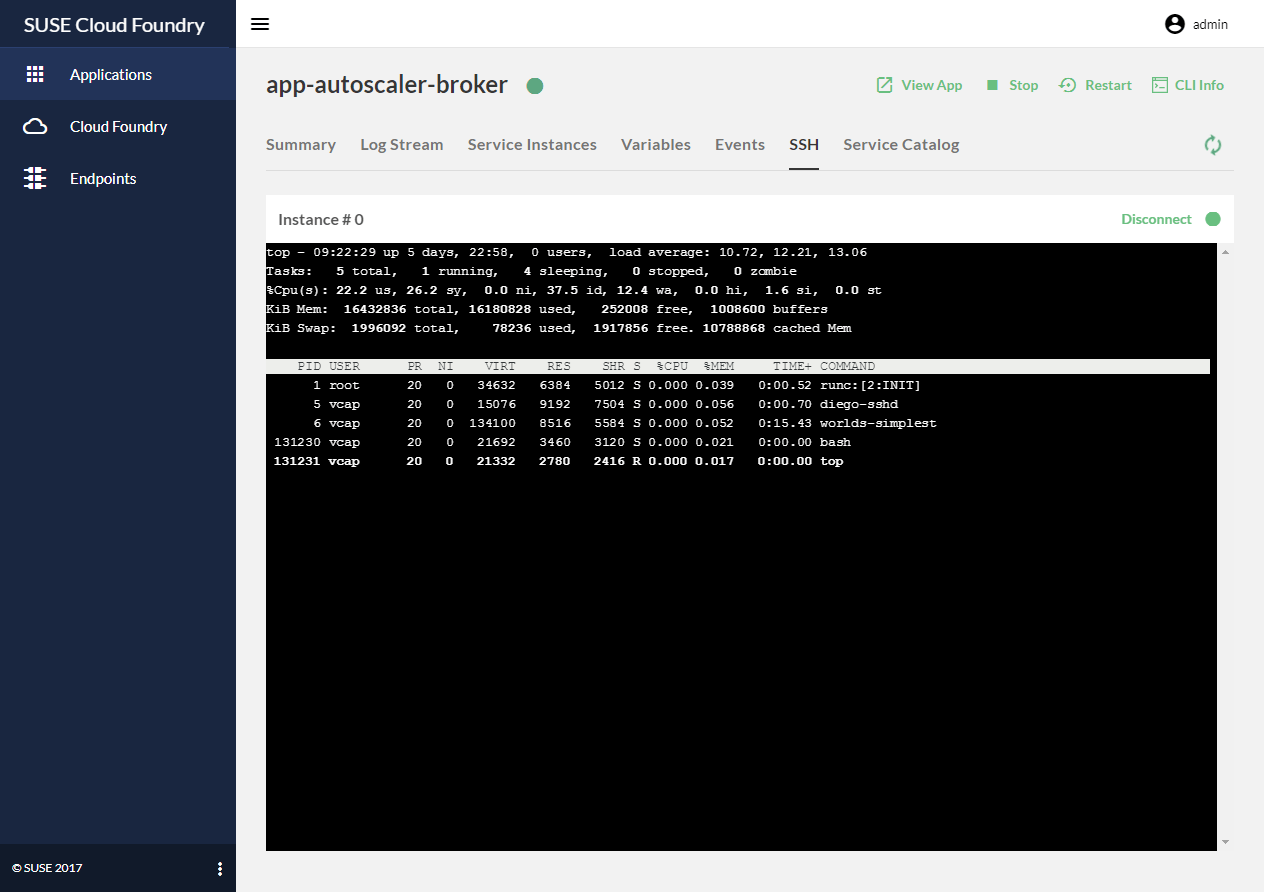 SUSE Cloud Foundry
admin
Applications
Cloud Foundry
Endpoints
app-autoscaler-broker
View App Stop Restart CLI Info
Summary Log Stream Service Instances Variables Events SSH Service Catalog
Instance # 0
Disconnect
top - 09:22:29 up 5 days, 22:58,  0 users,  load average: 10.72, 12.21, 13.06
Tasks:   5 total,   1 running,   4 sleeping,   0 stopped,   0 zombie
%Cpu(s): 22.2 us, 26.2 sy,  0.0 ni, 37.5 id, 12.4 wa,  0.0 hi,  1.6 si,  0.0 st
KiB Mem:  16432836 total, 16180828 used,   252008 free,  1008600 buffers
KiB Swap:  1996092 total,    78236 used,  1917856 free. 10788868 cached Mem
PID USER      PR  NI    VIRT    RES    SHR S  %CPU  %MEM     TIME+ COMMAND
1 root      20   0   34632   6384   5012 S 0.000 0.039   0:00.52 runc:[2:INIT]
5 vcap      20   0   15076   9192   7504 S 0.000 0.056   0:00.70 diego-sshd
6 vcap      20   0  134100   8516   5584 S 0.000 0.052   0:15.43 worlds-simplest
131230 vcap      20   0   21692   3460   3120 S 0.000 0.021   0:00.00 bash
131231 vcap      20   0   21332   2780   2416 R 0.000 0.017   0:00.00 top
© SUSE 2017